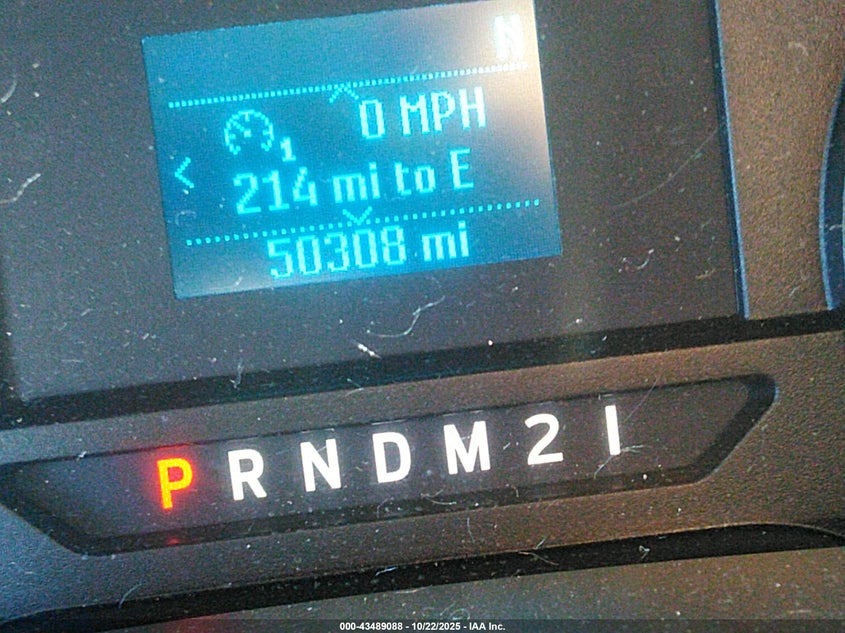 N
0 MPH
1
214 mi to E
50308 mi
P R N D M 2 1
000-43489088 - 10/22/2025 - IAA Inc.